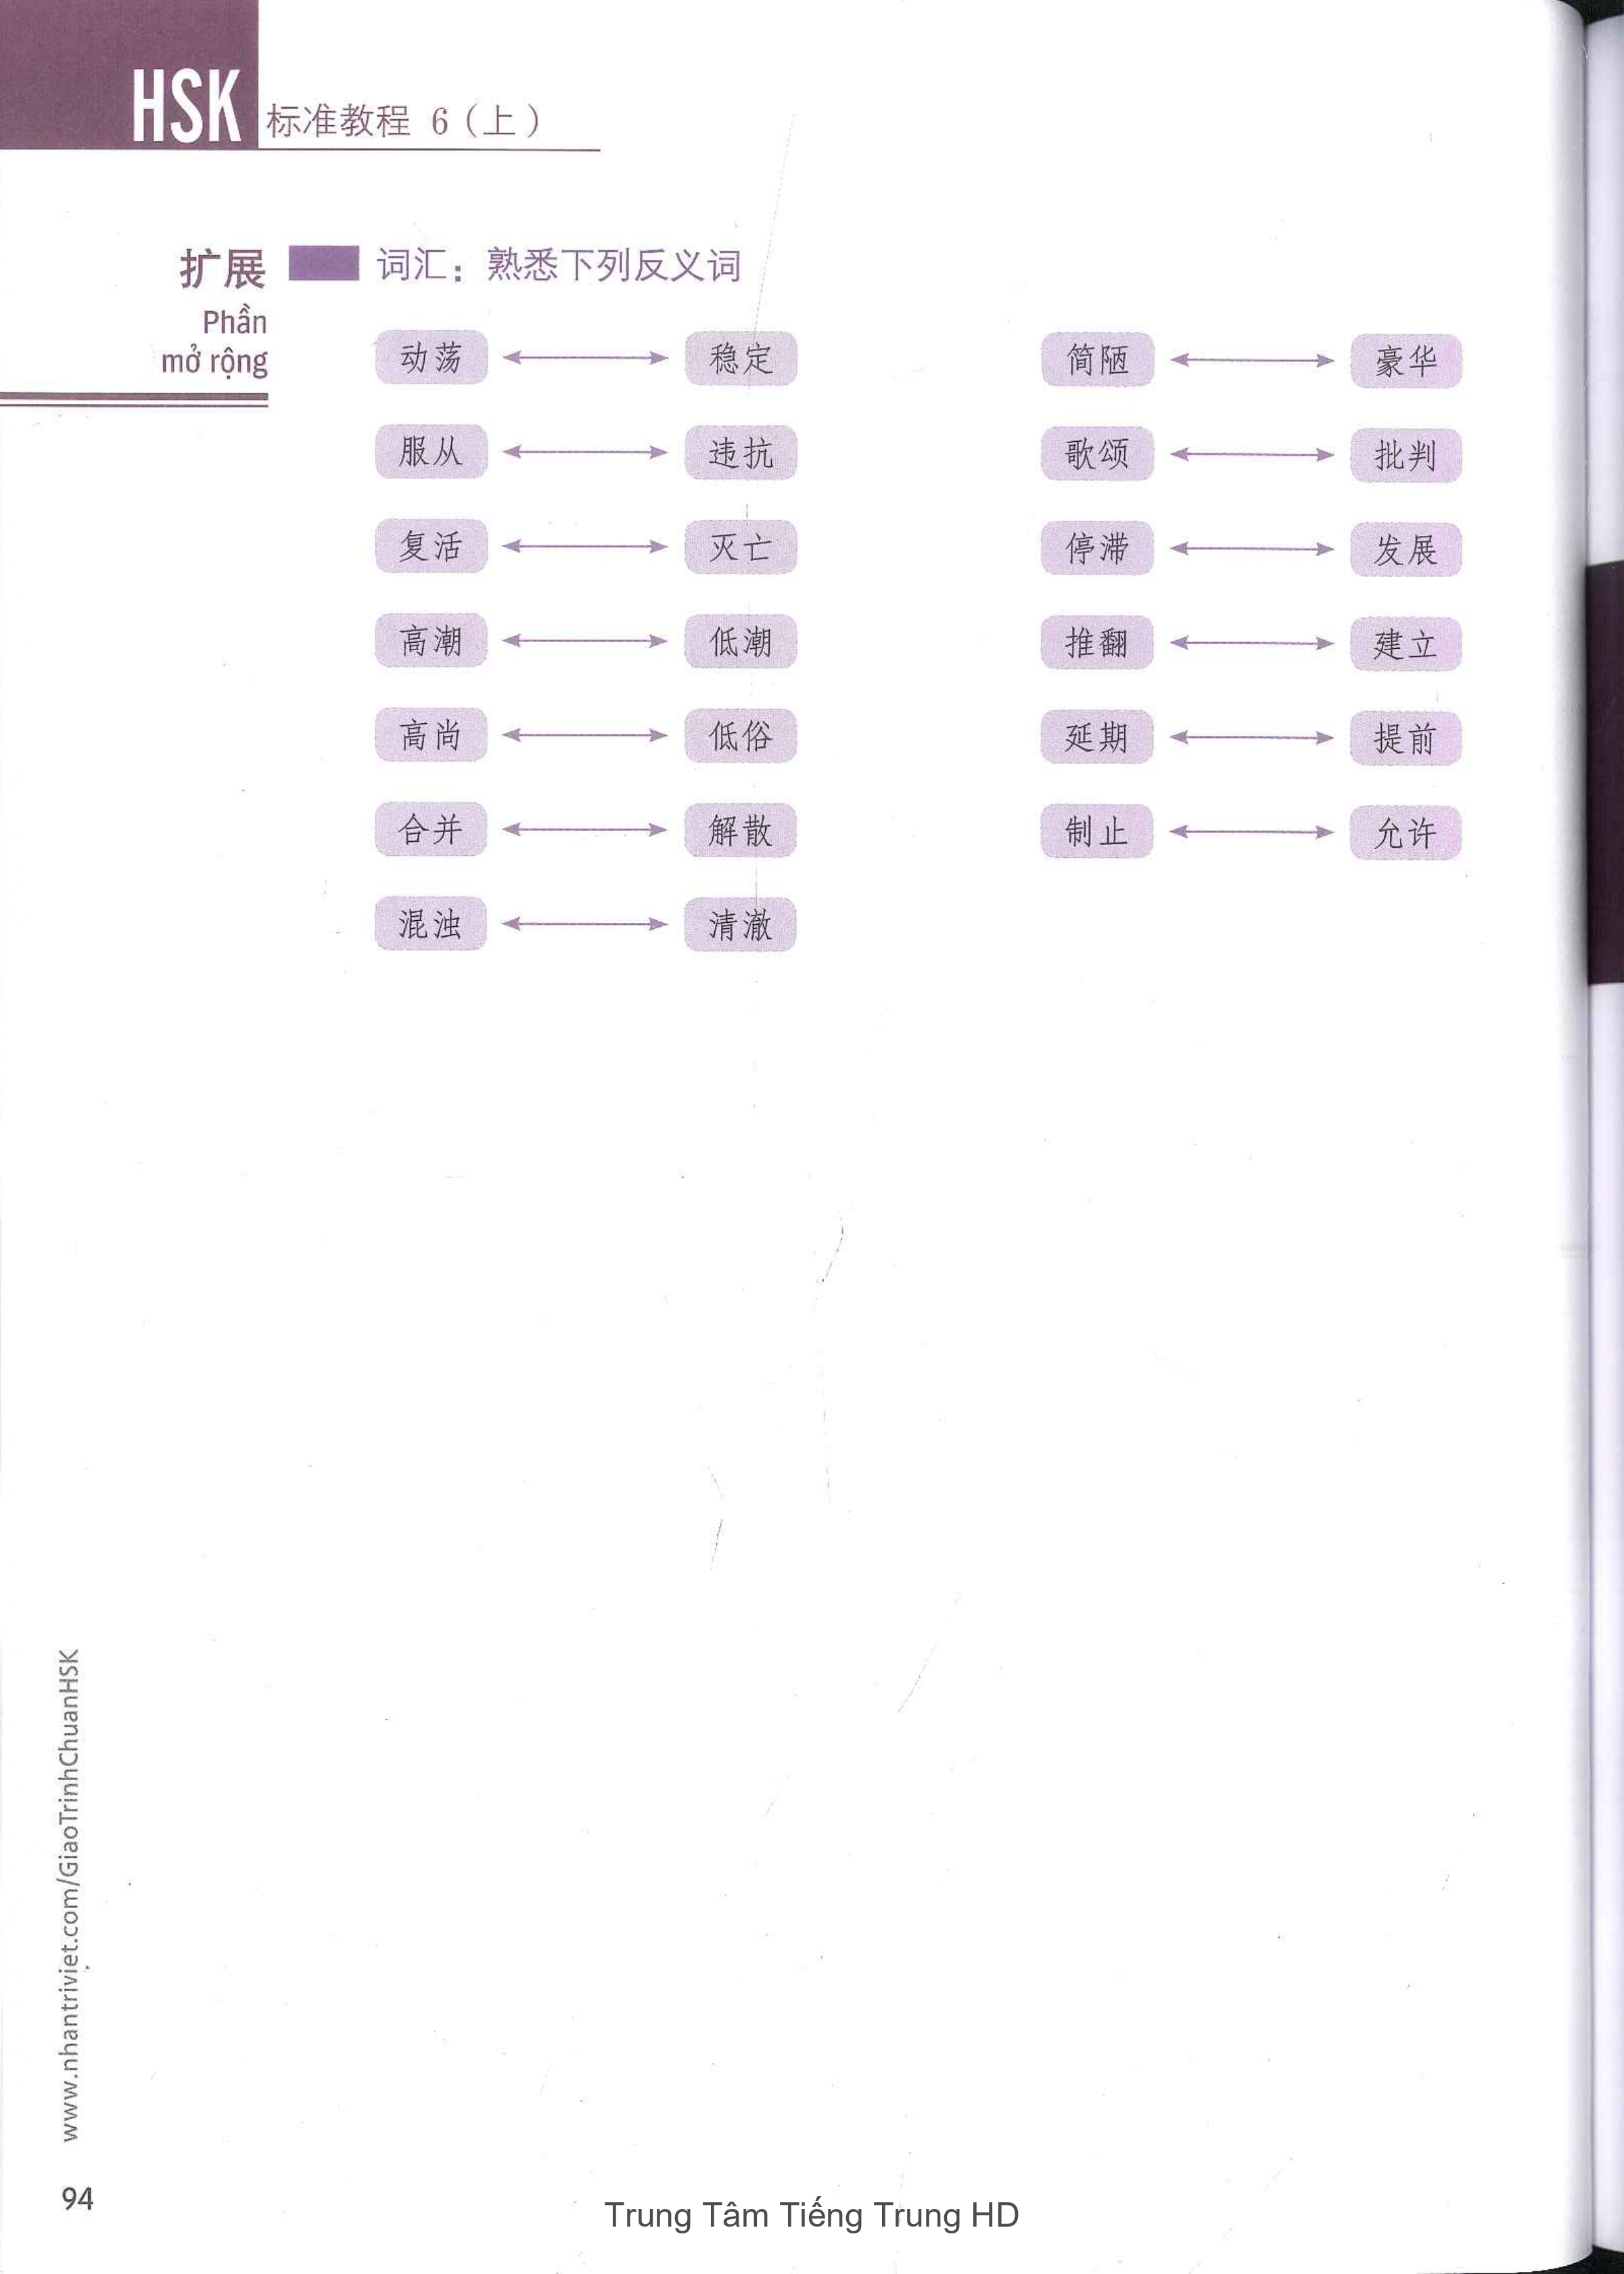 HSK 标准教程 6（上）
扩展
Phần
mở rộng
词汇：熟悉下列反义词
动荡 稳定
服从 违抗
复活 灭亡
高潮 低潮
高尚 低俗
合并 解散
混浊 清澈
简陋 豪华
歌颂 批判
停滞 发展
推翻 建立
延期 提前
制止 允许
www.nhantriviet.com/GiaoTrinhChuanHSK
94
Trung Tâm Tiếng Trung HD